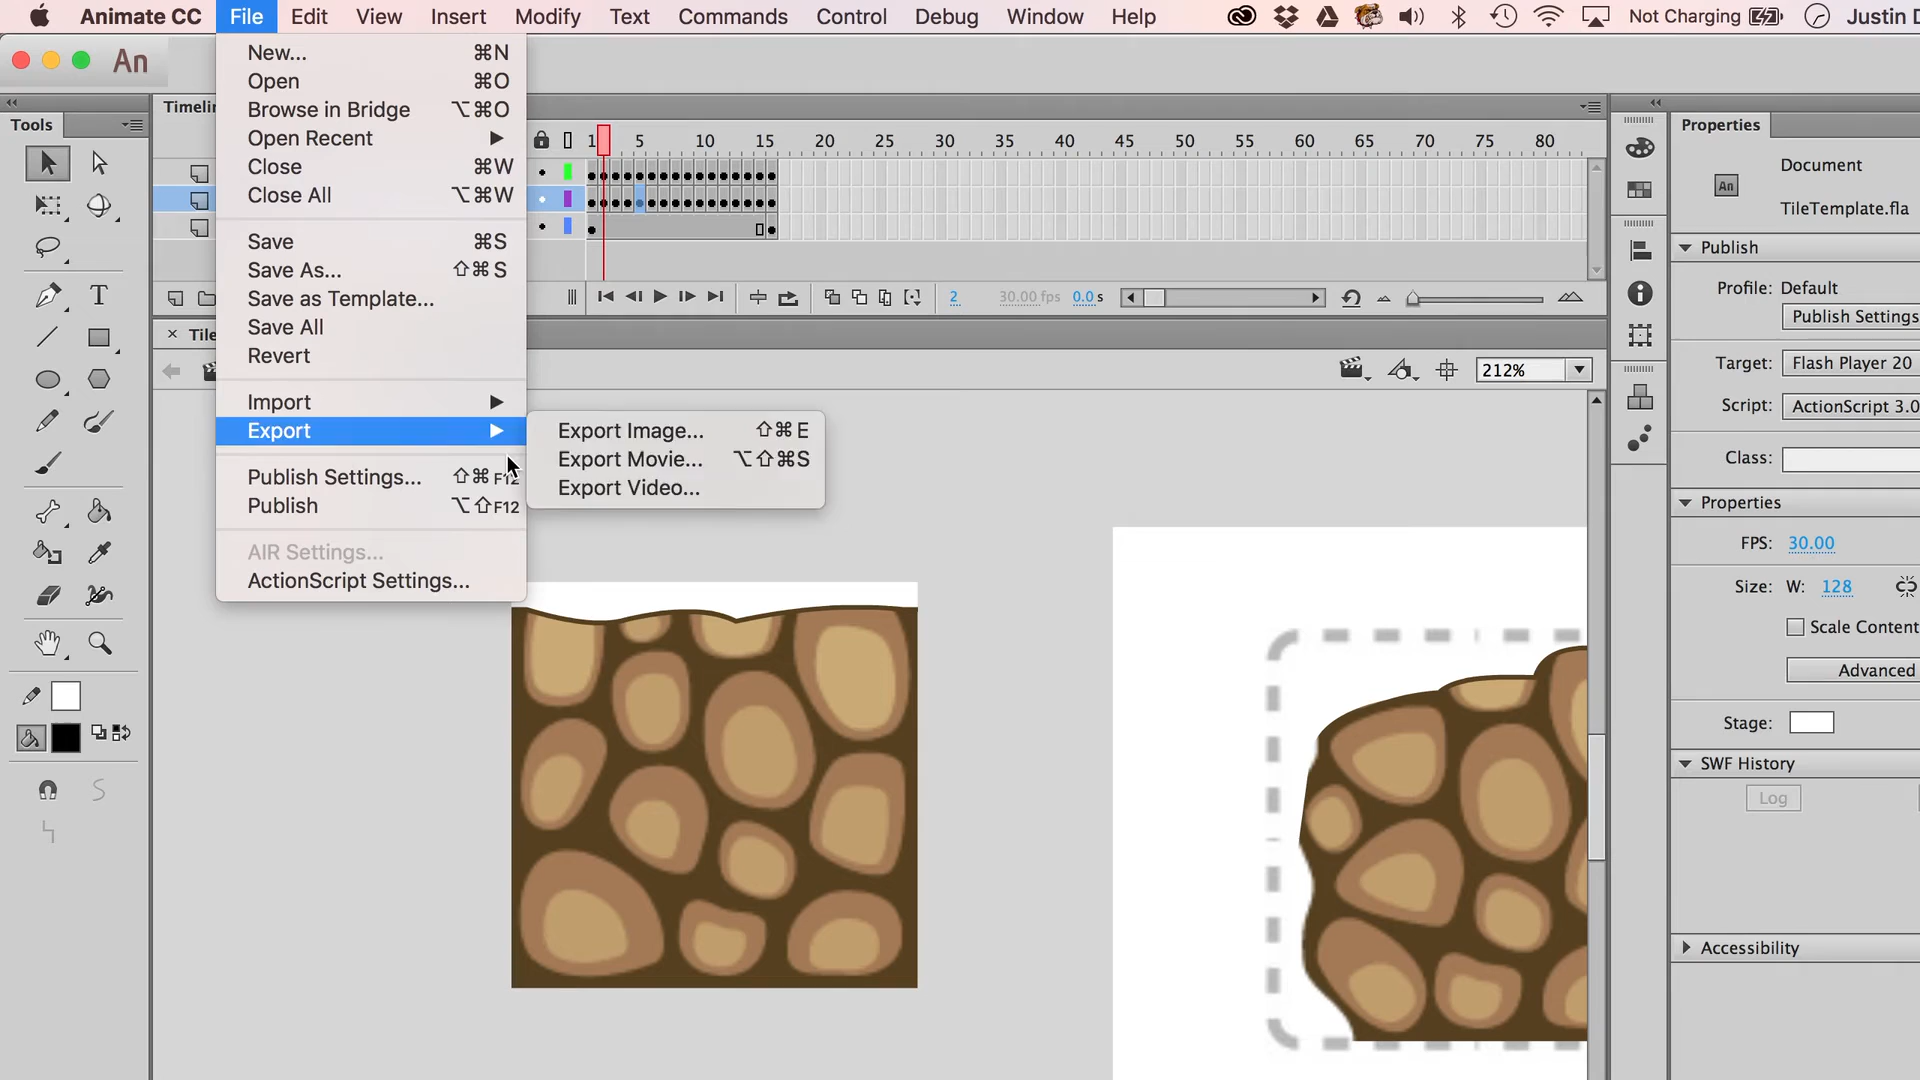 Animate CC File Edit View Insert Modify Text Commands Control Debug Window Help Not Charging Justin D
An
New... ⌘N
Open ⌘O
Browse in Bridge ⌥⌘O
Open Recent ▶
Close ⌘W
Close All ⌥⌘W
Save ⌘S
Save As... ⇧⌘S
Save as Template...
Save All
Revert
Import ▶
Export ▶
Publish Settings... ⇧⌘F12
Publish ⌥⇧F12
AIR Settings...
ActionScript Settings...
Export Image... ⇧⌘E
Export Movie... ⌥⇧⌘S
Export Video...
Tools
Timelin
1 5 10 15 20 25 30 35 40 45 50 55 60 65 70 75 80
2 30.00 fps 0.0 s
Tile
212%
T
Properties
Document
An
TileTemplate.fla
Publish
Profile: Default
Publish Settings
Target: Flash Player 20
Script: ActionScript 3.0
Class:
Properties
FPS: 30.00
Size: W: 128
Scale Content
Advanced
Stage:
SWF History
Log
Accessibility